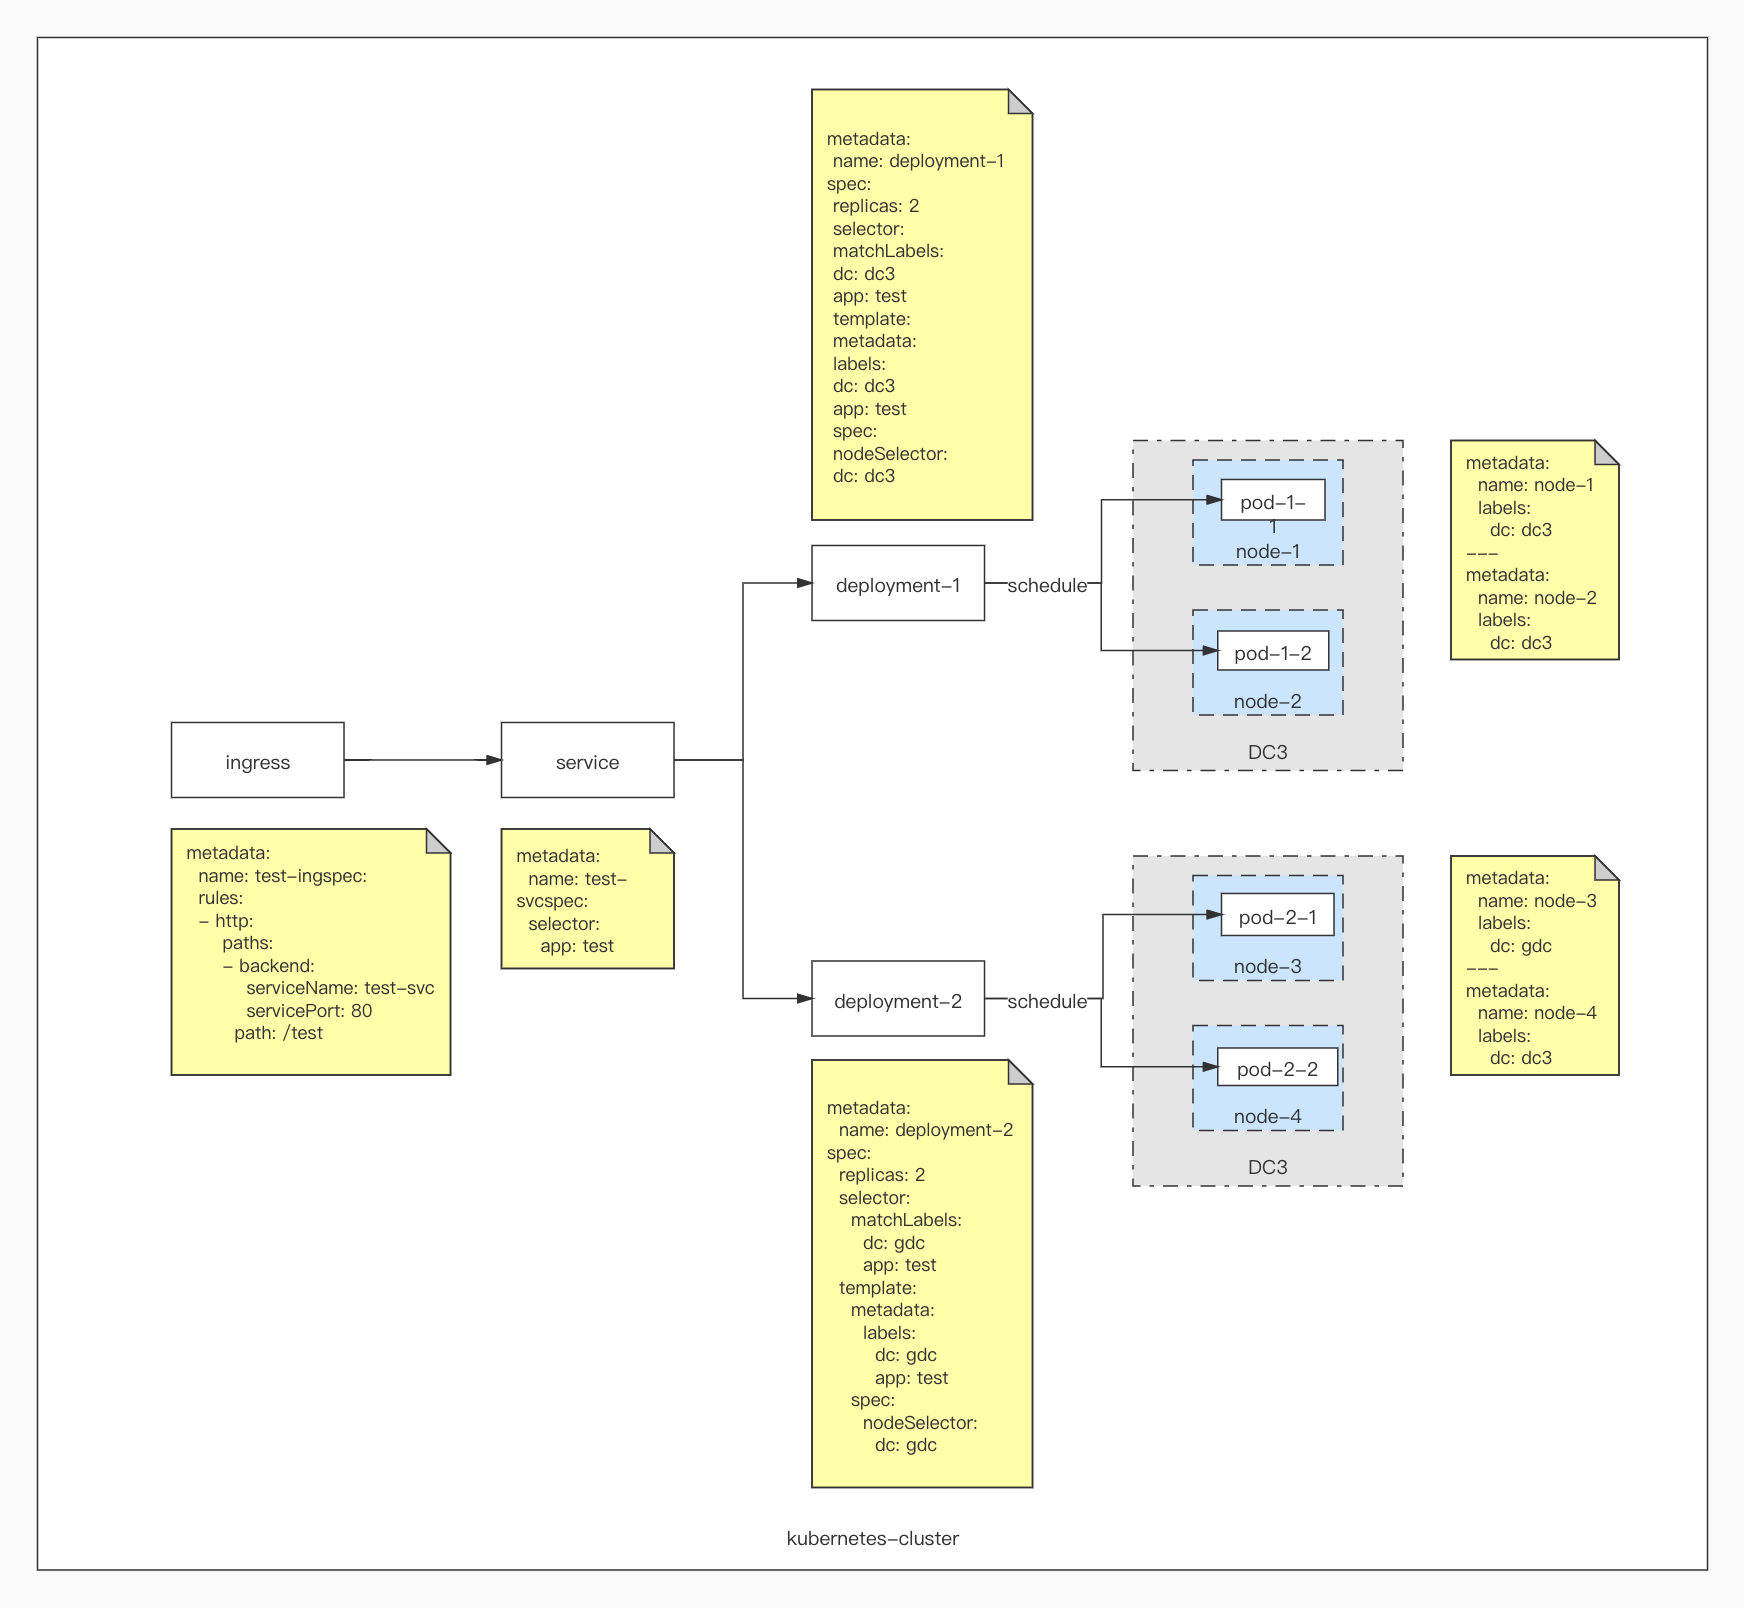 metadata:
name: deployment-1
spec:
replicas: 2
selector:
matchLabels:
dc: dc3
app: test
template:
metadata:
labels:
dc: dc3
app: test
spec:
nodeSelector:
dc: dc3
deployment-1
schedule
pod-1-
1
node-1
pod-1-2
node-2
DC3
metadata:
name: node-1
labels:
dc: dc3
---
metadata:
name: node-2
labels:
dc: dc3
ingress
service
metadata:
name: test-ingspec:
rules:
- http:
paths:
- backend:
serviceName: test-svc
servicePort: 80
path: /test
metadata:
name: test-
svcspec:
selector:
app: test
deployment-2
schedule
pod-2-1
node-3
pod-2-2
node-4
DC3
metadata:
name: node-3
labels:
dc: gdc
---
metadata:
name: node-4
labels:
dc: dc3
metadata:
name: deployment-2
spec:
replicas: 2
selector:
matchLabels:
dc: gdc
app: test
template:
metadata:
labels:
dc: gdc
app: test
spec:
nodeSelector:
dc: gdc
kubernetes-cluster